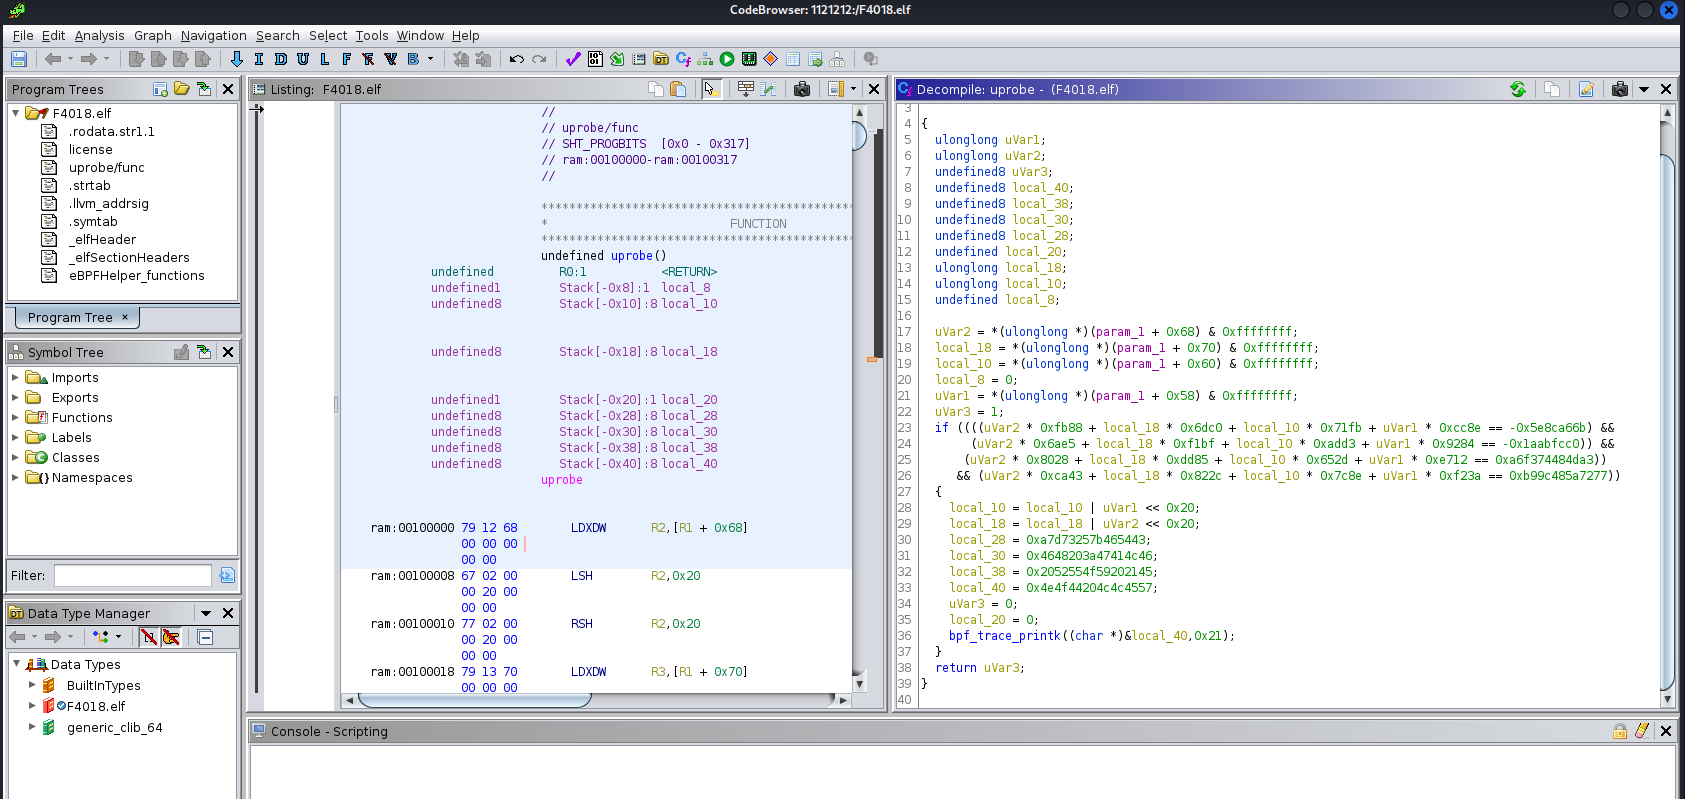 CodeBrowser: 1121212:/F4018.elf
File Edit Analysis Graph Navigation Search Select Tools Window Help
I D U L F R V B
Program Trees
F4018.elf
.rodata.str1.1
license
uprobe/func
.strtab
.llvm_addrsig
.symtab
_elfHeader
_elfSectionHeaders
eBPFHelper_functions
Program Tree ×
Symbol Tree
Imports
Exports
Functions
Labels
Classes
Namespaces
Filter:
Data Type Manager
Data Types
BuiltInTypes
F4018.elf
generic_clib_64
Listing: F4018.elf
//
// uprobe/func
// SHT_PROGBITS [0x0 - 0x317]
// ram:00100000-ram:00100317
//
********************************************
* FUNCTION
********************************************
undefined uprobe()
undefined R0:1 <RETURN>
undefined1 Stack[-0x8]:1 local_8
undefined8 Stack[-0x10]:8 local_10
undefined8 Stack[-0x18]:8 local_18
undefined1 Stack[-0x20]:1 local_20
undefined8 Stack[-0x28]:8 local_28
undefined8 Stack[-0x30]:8 local_30
undefined8 Stack[-0x38]:8 local_38
undefined8 Stack[-0x40]:8 local_40
uprobe
ram:00100000 79 12 68 LDXDW R2,[R1 + 0x68]
00 00 00
00 00
ram:00100008 67 02 00 LSH R2,0x20
00 20 00
00 00
ram:00100010 77 02 00 RSH R2,0x20
00 20 00
00 00
ram:00100018 79 13 70 LDXDW R3,[R1 + 0x70]
00 00 00
Decompile: uprobe - (F4018.elf)
3
4 {
5 ulonglong uVar1;
6 ulonglong uVar2;
7 undefined8 uVar3;
8 undefined8 local_40;
9 undefined8 local_38;
10 undefined8 local_30;
11 undefined8 local_28;
12 undefined local_20;
13 ulonglong local_18;
14 ulonglong local_10;
15 undefined local_8;
16
17 uVar2 = *(ulonglong *)(param_1 + 0x68) & 0xffffffff;
18 local_18 = *(ulonglong *)(param_1 + 0x70) & 0xffffffff;
19 local_10 = *(ulonglong *)(param_1 + 0x60) & 0xffffffff;
20 local_8 = 0;
21 uVar1 = *(ulonglong *)(param_1 + 0x58) & 0xffffffff;
22 uVar3 = 1;
23 if ((((uVar2 * 0xfb88 + local_18 * 0x6dc0 + local_10 * 0x71fb + uVar1 * 0xcc8e == -0x5e8ca66b) &&
24 (uVar2 * 0x6ae5 + local_18 * 0xf1bf + local_10 * 0xadd3 + uVar1 * 0x9284 == -0x1aabfcc0)) &&
25 (uVar2 * 0x8028 + local_18 * 0xdd85 + local_10 * 0x652d + uVar1 * 0xe712 == 0xa6f374484da3))
26 && (uVar2 * 0xca43 + local_18 * 0x822c + local_10 * 0x7c8e + uVar1 * 0xf23a == 0xb99c485a7277))
27 {
28 local_10 = local_10 | uVar1 << 0x20;
29 local_18 = local_18 | uVar2 << 0x20;
30 local_28 = 0xa7d73257b465443;
31 local_30 = 0x4648203a47414c46;
32 local_38 = 0x2052554f59202145;
33 local_40 = 0x4e4f44204c4c4557;
34 uVar3 = 0;
35 local_20 = 0;
36 bpf_trace_printk((char *)&local_40,0x21);
37 }
38 return uVar3;
39 }
40
Console - Scripting